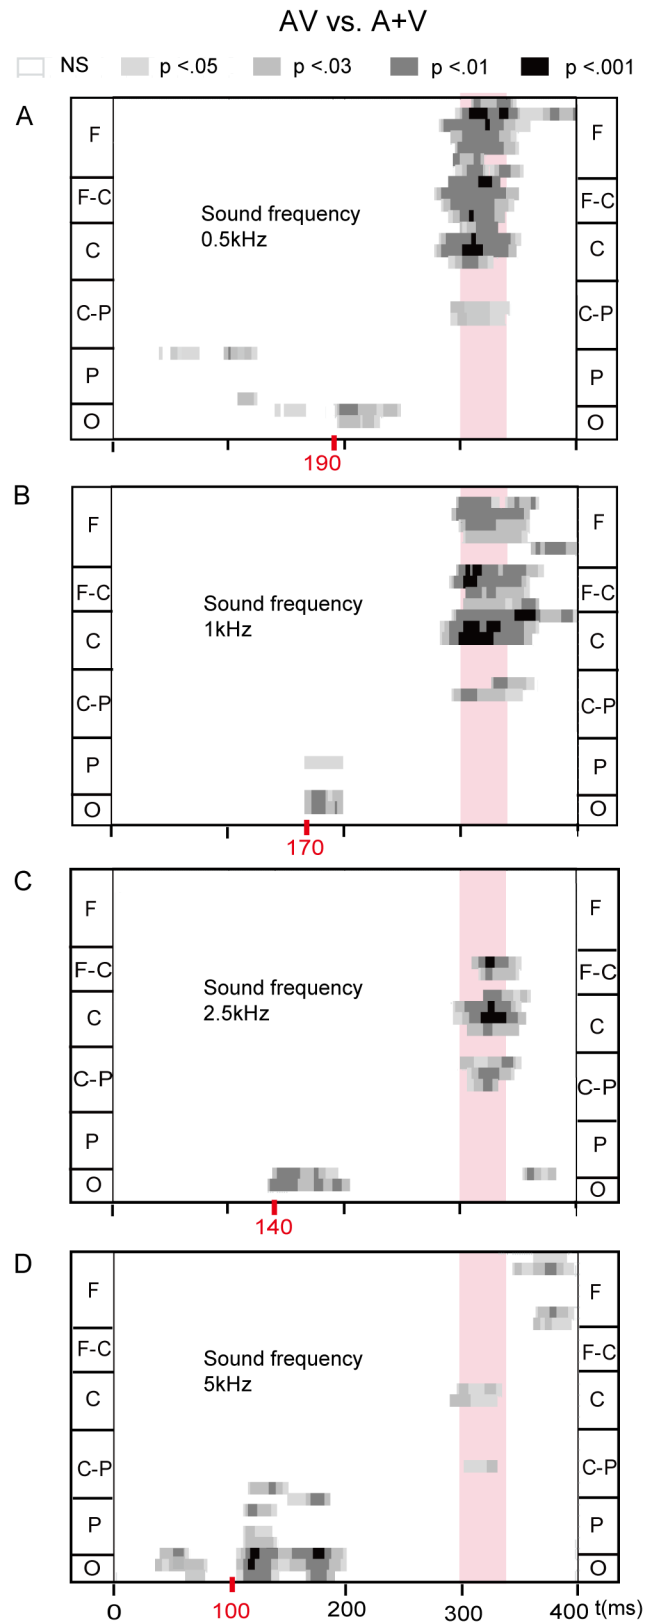 AV vs. A+V
NS p <.05 p <.03 p <.01 p <.001
A
F F
F-C F-C
Sound frequency
0.5kHz
C C
C-P C-P
P P
O O
190
B
F F
F-C F-C
Sound frequency
1kHz
C C
C-P C-P
P P
O O
170
C
F F
F-C F-C
Sound frequency
2.5kHz
C C
C-P C-P
P P
O O
140
D
F F
F-C F-C
Sound frequency
5kHz
C C
C-P C-P
P P
O O
0 100 200 300 400 t(ms)